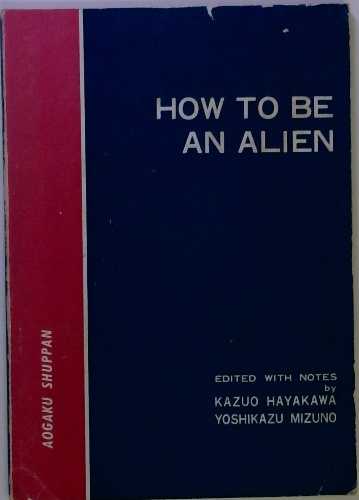 HOW TO BE
AN ALIEN
EDITED WITH NOTES
by
KAZUO HAYAKAWA
YOSHIKAZU MIZUNO
AOGAKU SHUPPAN